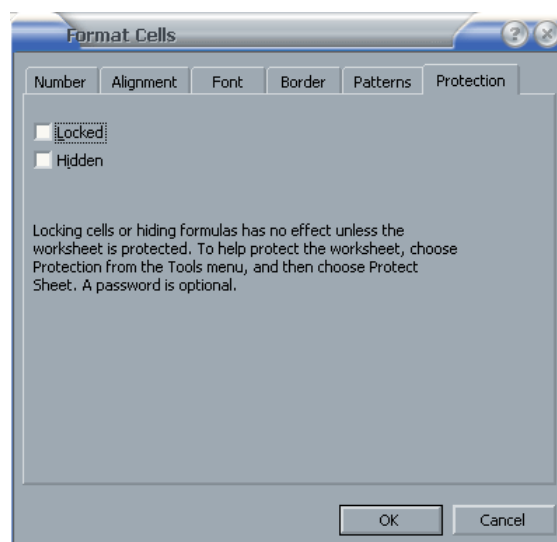 Format Cells
Number Alignment Font Border Patterns Protection
Locked
Hidden
Locking cells or hiding formulas has no effect unless the
worksheet is protected. To help protect the worksheet, choose
Protection from the Tools menu, and then choose Protect
Sheet. A password is optional.
OK Cancel